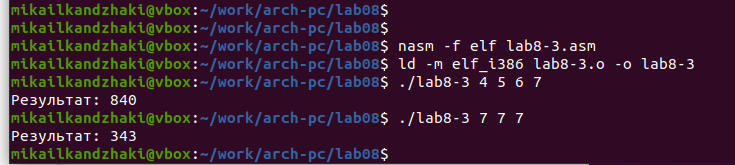 mikailkandzhaki@vbox:~/work/arch-pc/lab08$
mikailkandzhaki@vbox:~/work/arch-pc/lab08$
mikailkandzhaki@vbox:~/work/arch-pc/lab08$ nasm -f elf lab8-3.asm
mikailkandzhaki@vbox:~/work/arch-pc/lab08$ ld -m elf_i386 lab8-3.o -o lab8-3
mikailkandzhaki@vbox:~/work/arch-pc/lab08$ ./lab8-3 4 5 6 7
Результат: 840
mikailkandzhaki@vbox:~/work/arch-pc/lab08$ ./lab8-3 7 7 7
Результат: 343
mikailkandzhaki@vbox:~/work/arch-pc/lab08$